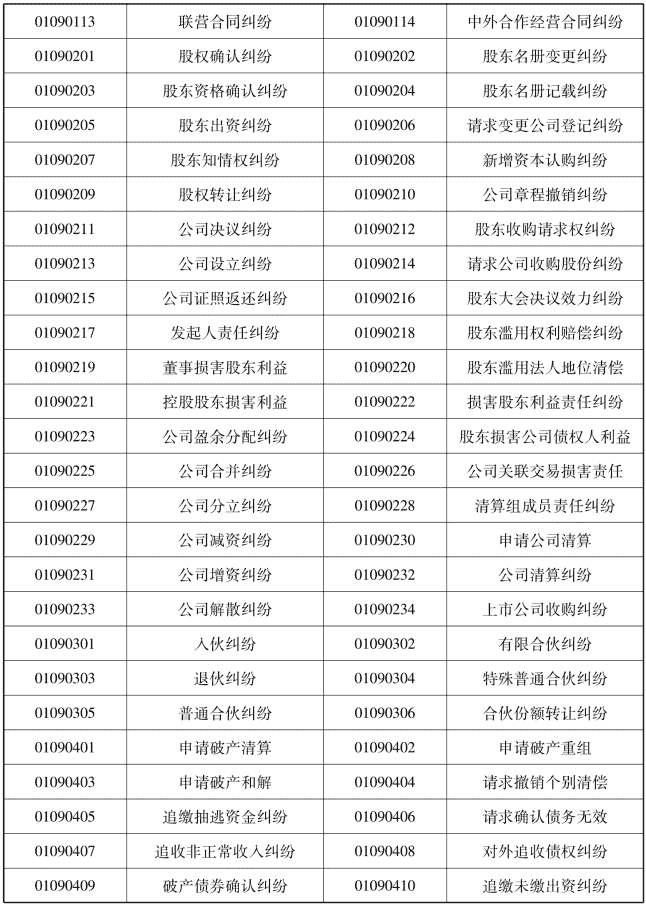 01090113 联营合同纠纷 01090114 中外合作经营合同纠纷
01090201 股权确认纠纷 01090202 股东名册变更纠纷
01090203 股东资格确认纠纷 01090204 股东名册记载纠纷
01090205 股东出资纠纷 01090206 请求变更公司登记纠纷
01090207 股东知情权纠纷 01090208 新增资本认购纠纷
01090209 股权转让纠纷 01090210 公司章程撤销纠纷
01090211 公司决议纠纷 01090212 股东收购请求权纠纷
01090213 公司设立纠纷 01090214 请求公司收购股份纠纷
01090215 公司证照返还纠纷 01090216 股东大会决议效力纠纷
01090217 发起人责任纠纷 01090218 股东滥用权利赔偿纠纷
01090219 董事损害股东利益 01090220 股东滥用法人地位清偿
01090221 控股股东损害利益 01090222 损害股东利益责任纠纷
01090223 公司盈余分配纠纷 01090224 股东损害公司债权人利益
01090225 公司合并纠纷 01090226 公司关联交易损害责任
01090227 公司分立纠纷 01090228 清算组成员责任纠纷
01090229 公司减资纠纷 01090230 申请公司清算
01090231 公司增资纠纷 01090232 公司清算纠纷
01090233 公司解散纠纷 01090234 上市公司收购纠纷
01090301 入伙纠纷 01090302 有限合伙纠纷
01090303 退伙纠纷 01090304 特殊普通合伙纠纷
01090305 普通合伙纠纷 01090306 合伙份额转让纠纷
01090401 申请破产清算 01090402 申请破产重组
01090403 申请破产和解 01090404 请求撤销个别清偿
01090405 追缴抽逃资金纠纷 01090406 请求确认债务无效
01090407 追收非正常收入纠纷 01090408 对外追收债权纠纷
01090409 破产债券确认纠纷 01090410 追缴未缴出资纠纷